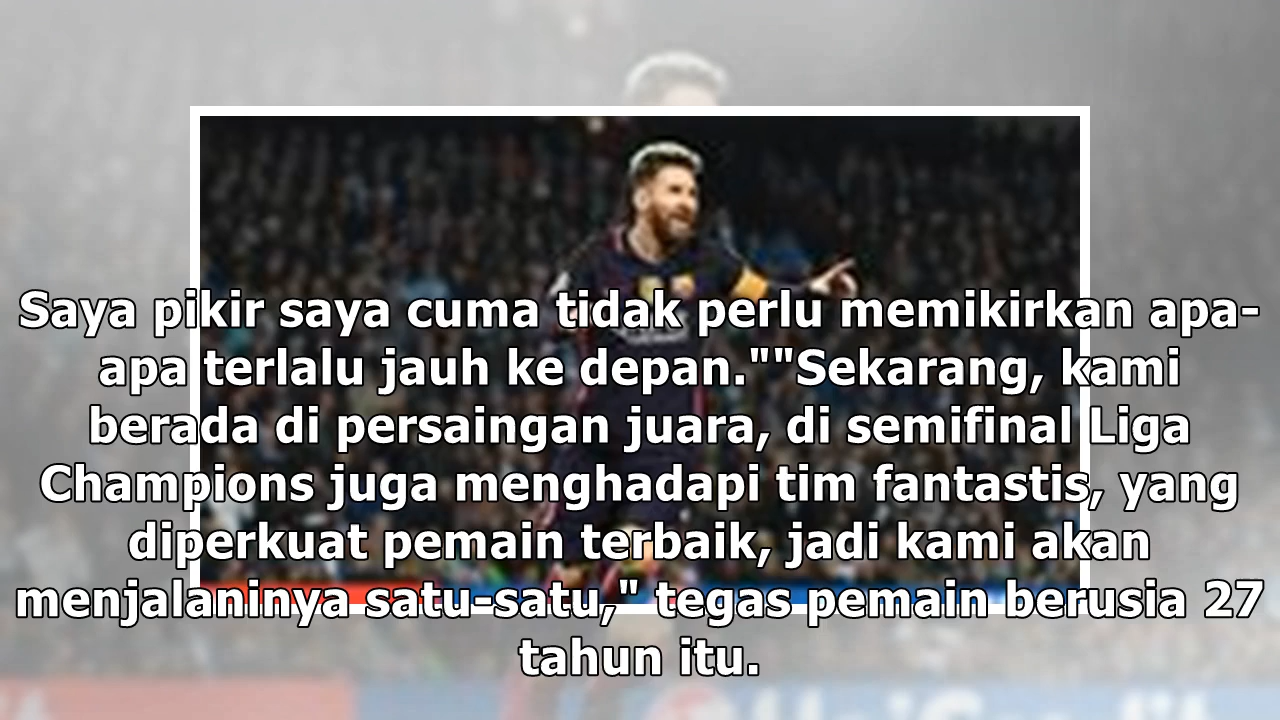 Saya pikir saya cuma tidak perlu memikirkan apa-
apa terlalu jauh ke depan.""Sekarang, kami
berada di persaingan juara, di semifinal Liga
Champions juga menghadapi tim fantastis, yang
diperkuat pemain terbaik, jadi kami akan
menjalaninya satu-satu," tegas pemain berusia 27
tahun itu.